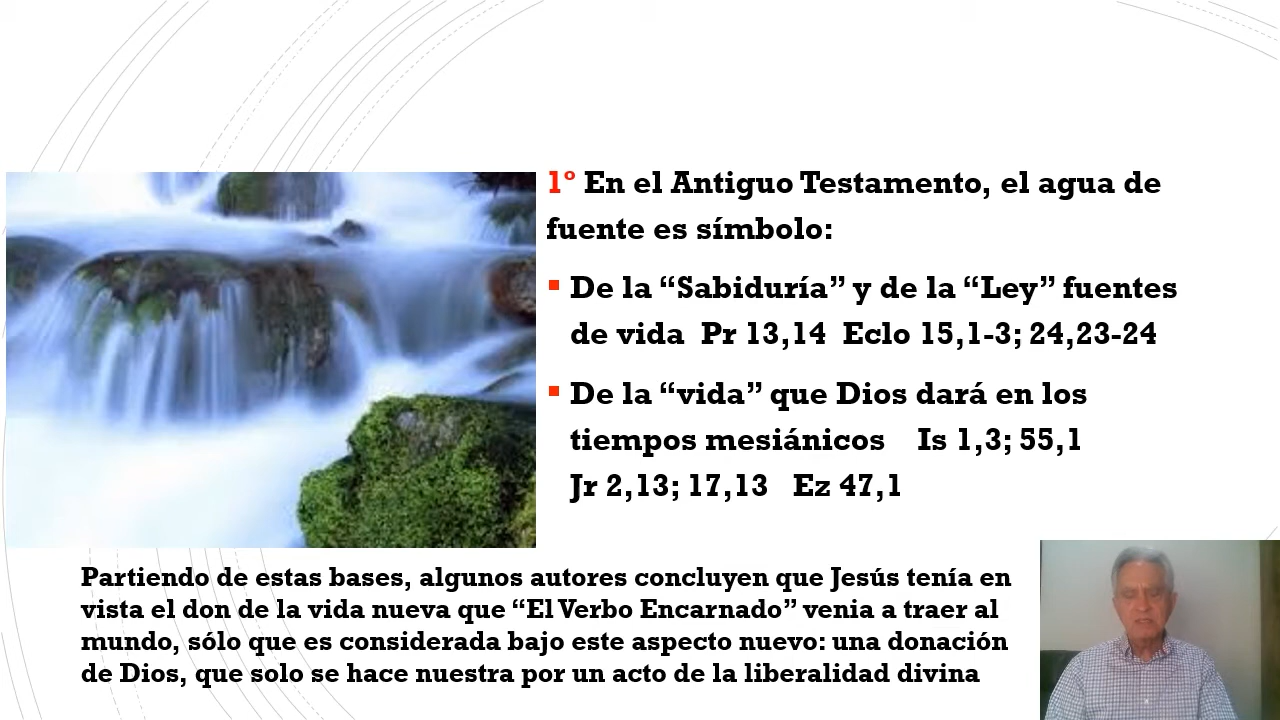 1º En el Antiguo Testamento, el agua de
fuente es símbolo:
De la “Sabiduría” y de la “Ley” fuentes
de vida Pr 13,14 Eclo 15,1-3; 24,23-24
De la “vida” que Dios dará en los
tiempos mesiánicos Is 1,3; 55,1
Jr 2,13; 17,13 Ez 47,1
Partiendo de estas bases, algunos autores concluyen que Jesús tenía en
vista el don de la vida nueva que “El Verbo Encarnado” venia a traer al
mundo, sólo que es considerada bajo este aspecto nuevo: una donación
de Dios, que solo se hace nuestra por un acto de la liberalidad divina